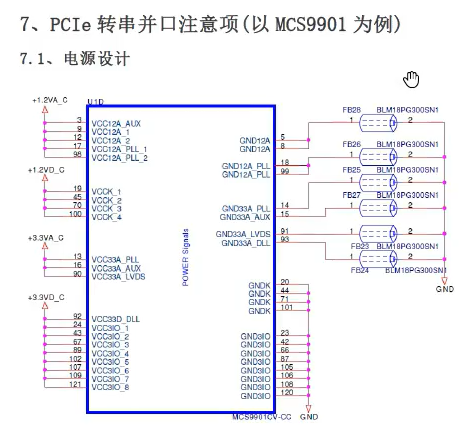 7、PCIe 转串并口注意项(以 MCS9901 为例)
7.1、电源设计
U1D
+1.2VA_C
3 VCC12A_AUX
9 VCC12A_1
12 VCC12A_2
17 VCC12A_PLL_1
98 VCC12A_PLL_2
+1.2VD_C
19 VCCK_1
45 VCCK_2
70 VCCK_3
100 VCCK_4
+3.3VA_C
13 VCC33A_PLL
16 VCC33A_AUX
90 VCC33A_LVDS
+3.3VD_C
92 VCC33D_DLL
24 VCC3IO_1
43 VCC3IO_2
67 VCC3IO_3
89 VCC3IO_4
102 VCC3IO_5
107 VCC3IO_6
109 VCC3IO_7
121 VCC3IO_8
POWER Signals
GND12A 5
GND12A 8
GND12A_PLL 18
GND12A_PLL 99
GND33A_PLL 14
GND33A_AUX 15
GND33A_LVDS 91
GND33A_DLL 93
GNDK 20
GNDK 44
GNDK 71
GNDK 101
GND3IO 23
GND3IO 42
GND3IO 66
GND3IO 87
GND3IO 105
GND3IO 106
GND3IO 108
GND3IO 120
MCS9901CV-CC
GND
FB28 BLM18PG300SN1
1 2
FB26 BLM18PG300SN1
1 2
FB25 BLM18PG300SN1
1 2
FB27 BLM18PG300SN1
1 2
1 2
FB23 BLM18PG300SN1
1 2
FB24 BLM18PG300SN1
GND